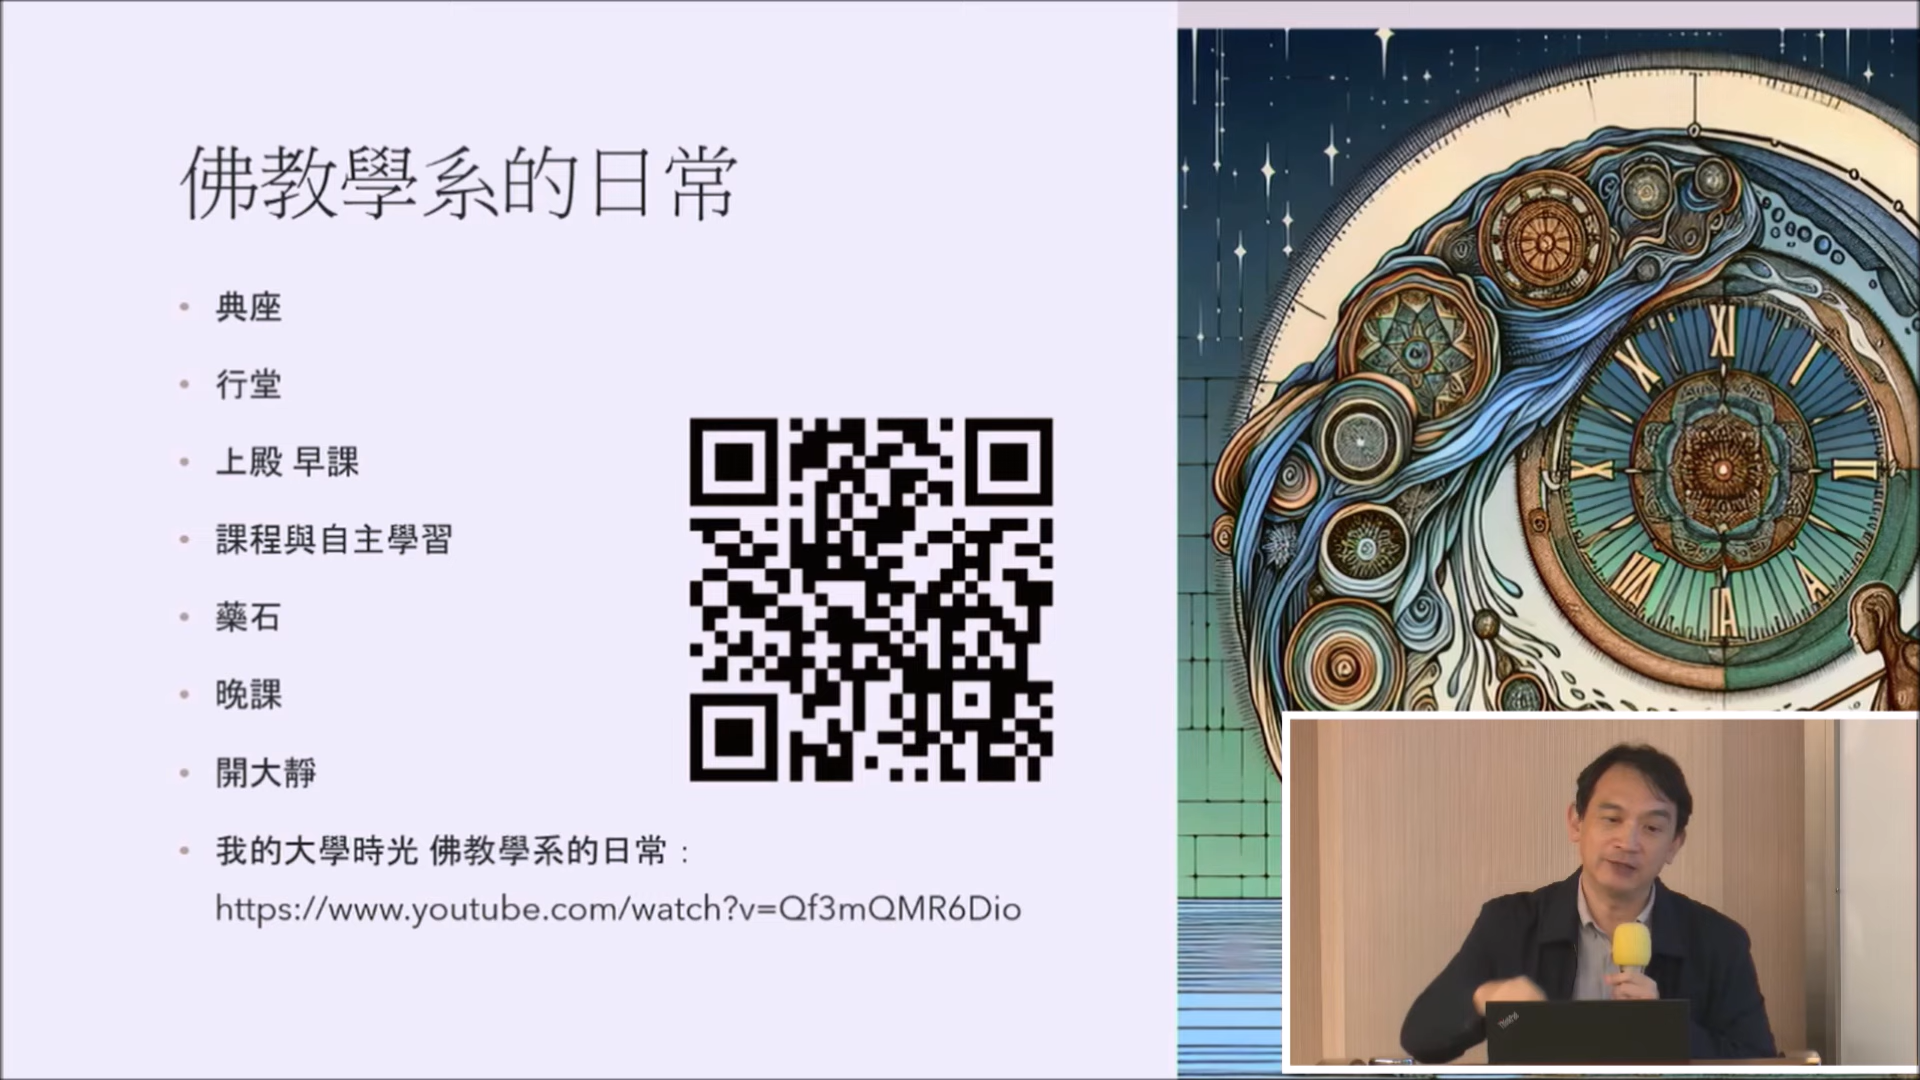 佛教學系的日常
• 典座
• 行堂
• 上殿 早課
• 課程與自主學習
• 藥石
• 晚課
• 開大靜
• 我的大學時光 佛教學系的日常：
https://www.youtube.com/watch?v=Qf3mQMR6Dio
ThinkPad